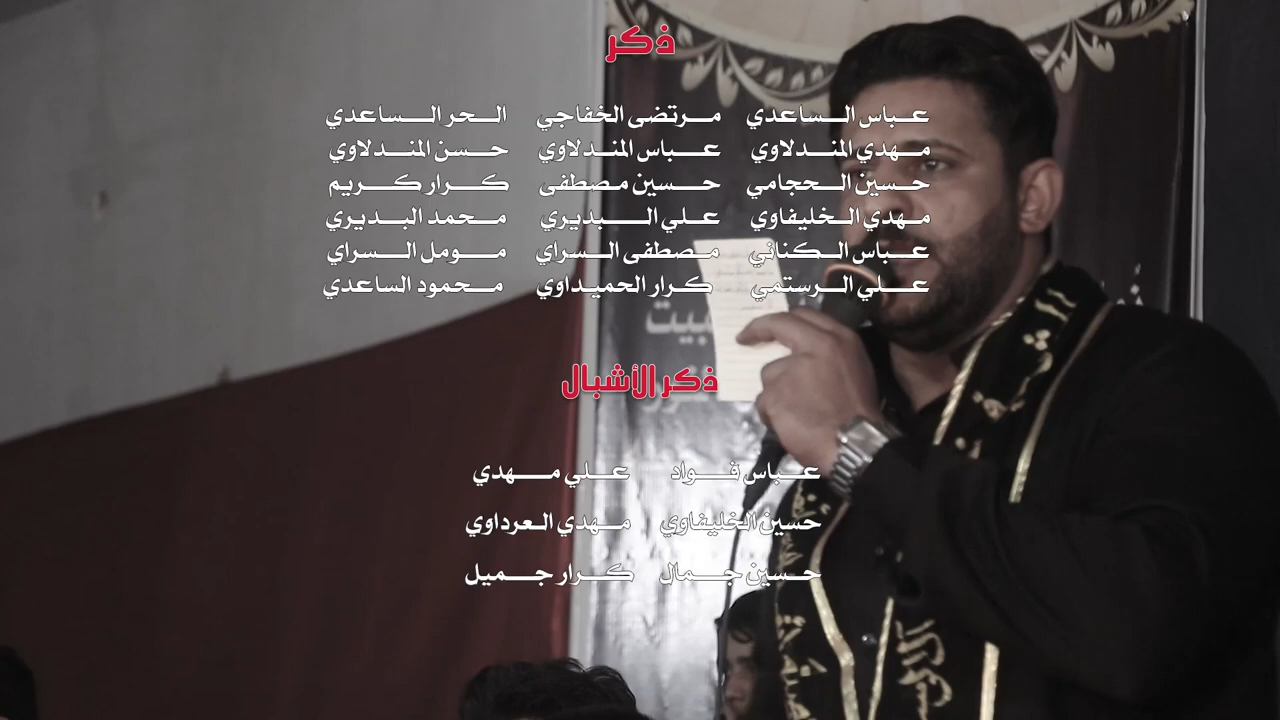 ذكر
عباس الساعدي مرتضى الخفاجي الحر الساعدي
مهدي المندلاوي عباس المندلاوي حسن المندلاوي
حسين الحجامي حسين مصطفى كرار كريم
مهدي الخليفاوي علي البديري محمد البديري
عباس الكناني مصطفى السراي مومل السراي
علي الرستمي كرار الحميداوي محمود الساعدي
ذكر الأشبال
عباس فواد علي مهدي
حسين الخليفاوي مهدي العرداوي
حسين جمال كرار جميل